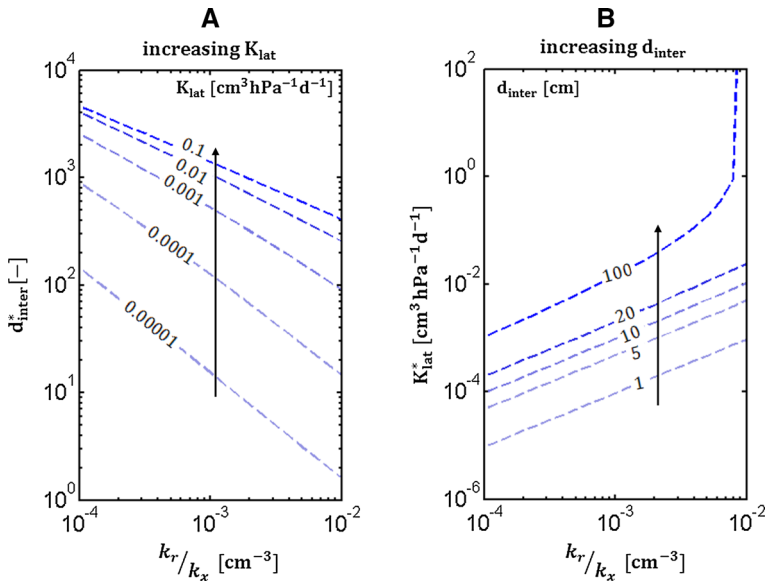 A
increasing K_lat
K_lat [cm³hPa⁻¹d⁻¹]
10⁴
10³
10²
10¹
10⁰
d*_inter [−]
0.1
0.01
0.001
0.0001
0.00001
10⁻⁴
10⁻³
10⁻²
k_r/k_x [cm⁻³]
B
increasing d_inter
d_inter [cm]
10²
10⁰
10⁻²
10⁻⁴
10⁻⁶
K*_lat [cm³ hPa⁻¹d⁻¹]
100
20
10
5
1
10⁻⁴
10⁻³
10⁻²
k_r/k_x [cm⁻³]